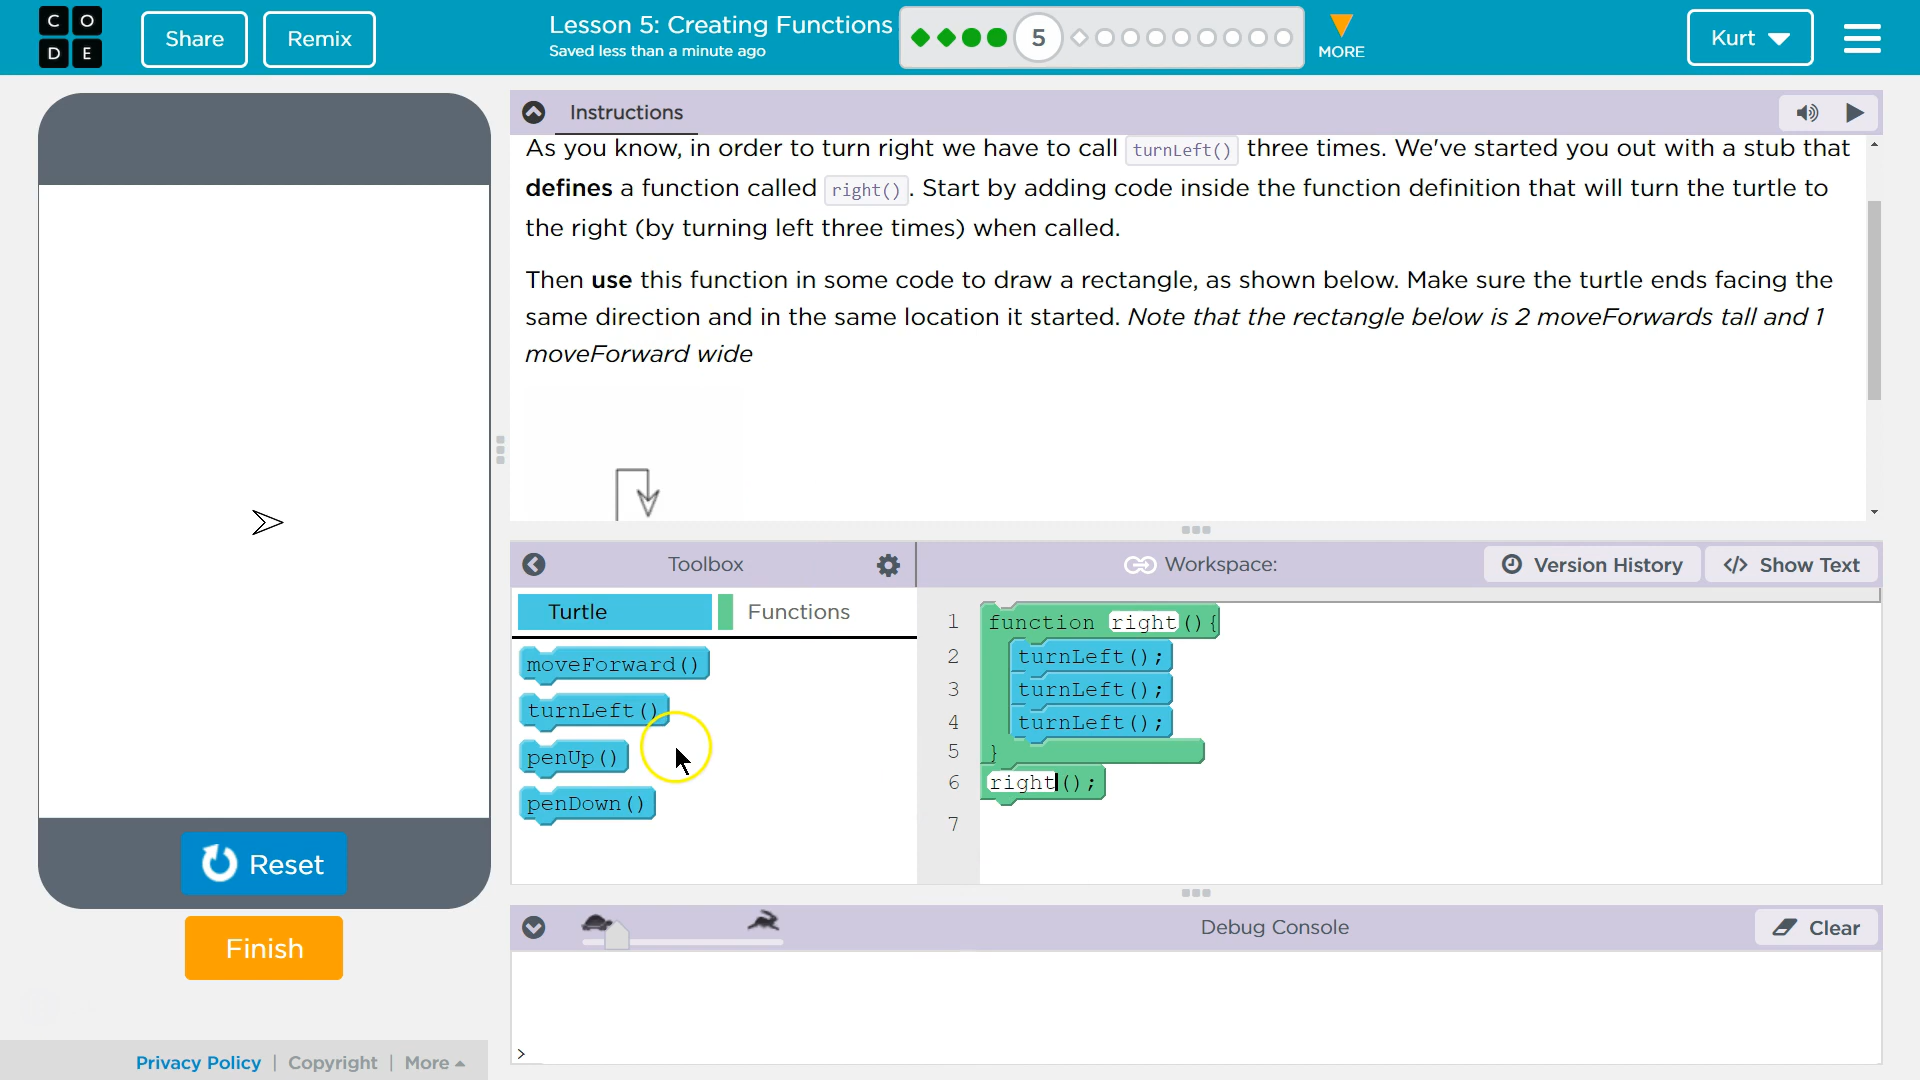 C O D E
Share
Remix
Lesson 5: Creating Functions
Saved less than a minute ago
5
MORE
Kurt
Instructions
As you know, in order to turn right we have to call turnLeft() three times. We've started you out with a stub that
defines a function called right(). Start by adding code inside the function definition that will turn the turtle to
the right (by turning left three times) when called.
Then use this function in some code to draw a rectangle, as shown below. Make sure the turtle ends facing the
same direction and in the same location it started. Note that the rectangle below is 2 moveForwards tall and 1
moveForward wide
Toolbox
Workspace:
Version History
</> Show Text
Turtle
Functions
moveForward()
turnLeft()
penUp()
penDown()
1 function right(){
2 turnLeft();
3 turnLeft();
4 turnLeft();
5 }
6 right();
7
Reset
Finish
Debug Console
Clear
>
Privacy Policy | Copyright | More